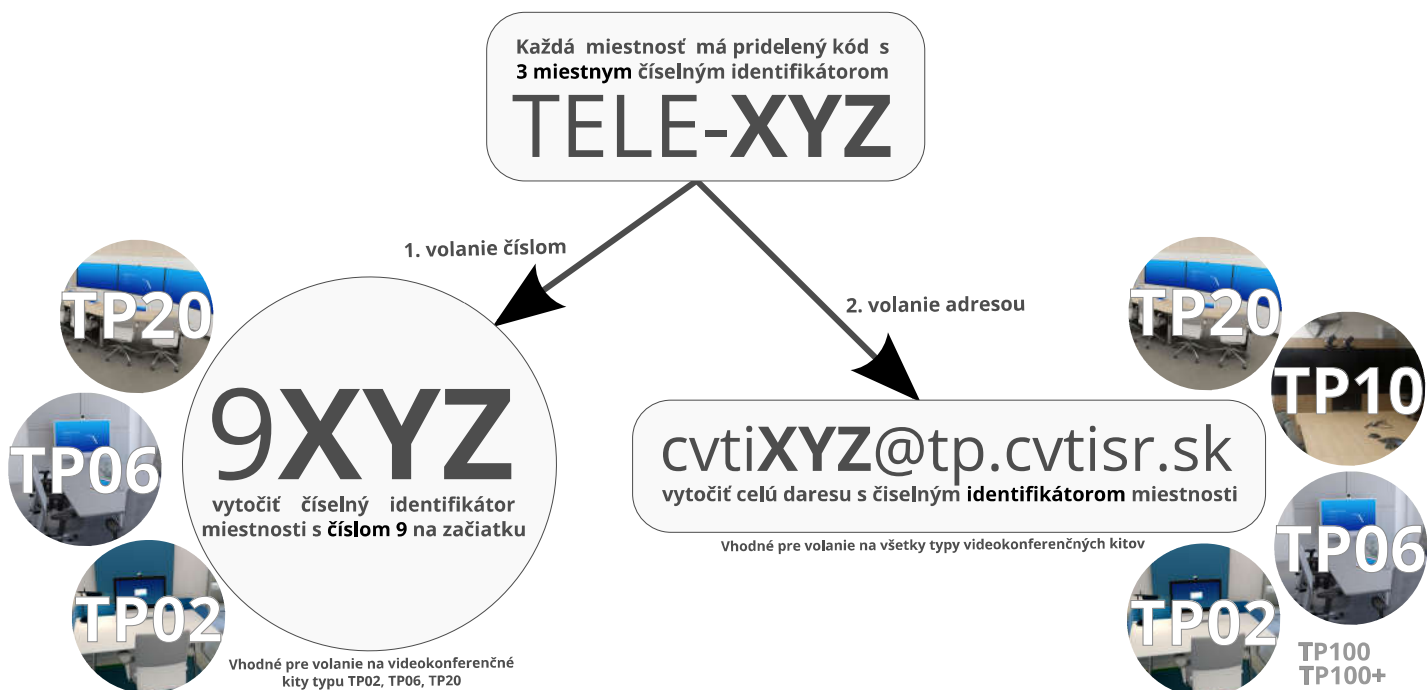 Každá miestnosť má pridelený kód s
3 miestnym číselným identifikátorom
TELE-XYZ
1. volanie číslom
2. volanie adresou
TP20
TP06
TP02
9XYZ
vytočiť číselný identifikátor
miestnosti s číslom 9 na začiatku
Vhodné pre volanie na videokonferenčné
kity typu TP02, TP06, TP20
cvtiXYZ@tp.cvtisr.sk
vytočiť celú daresu s čiselným identifikátorom miestnosti
Vhodné pre volanie na všetky typy videokonferenčných kitov
TP20
TP10
TP06
TP02
TP100
TP100+